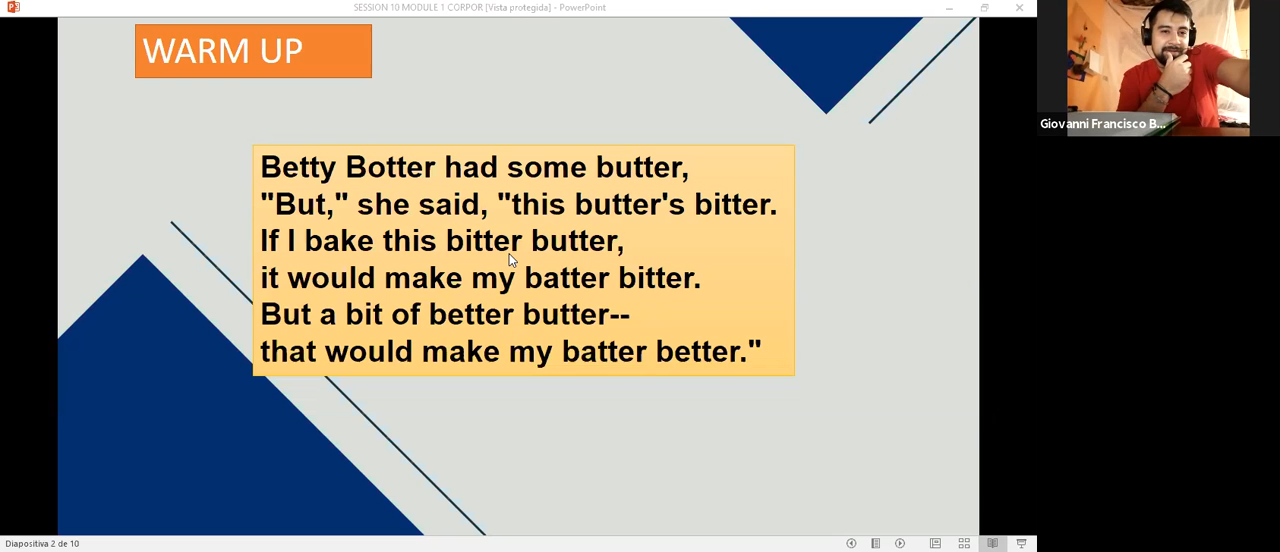 SESSION 10 MODULE 1 CORPOR [Vista protegida] - PowerPoint
WARM UP
Betty Botter had some butter,
"But," she said, "this butter's bitter.
If I bake this bitter butter,
it would make my batter bitter.
But a bit of better butter--
that would make my batter better."
Giovanni Francisco B...
Diapositiva 2 de 10